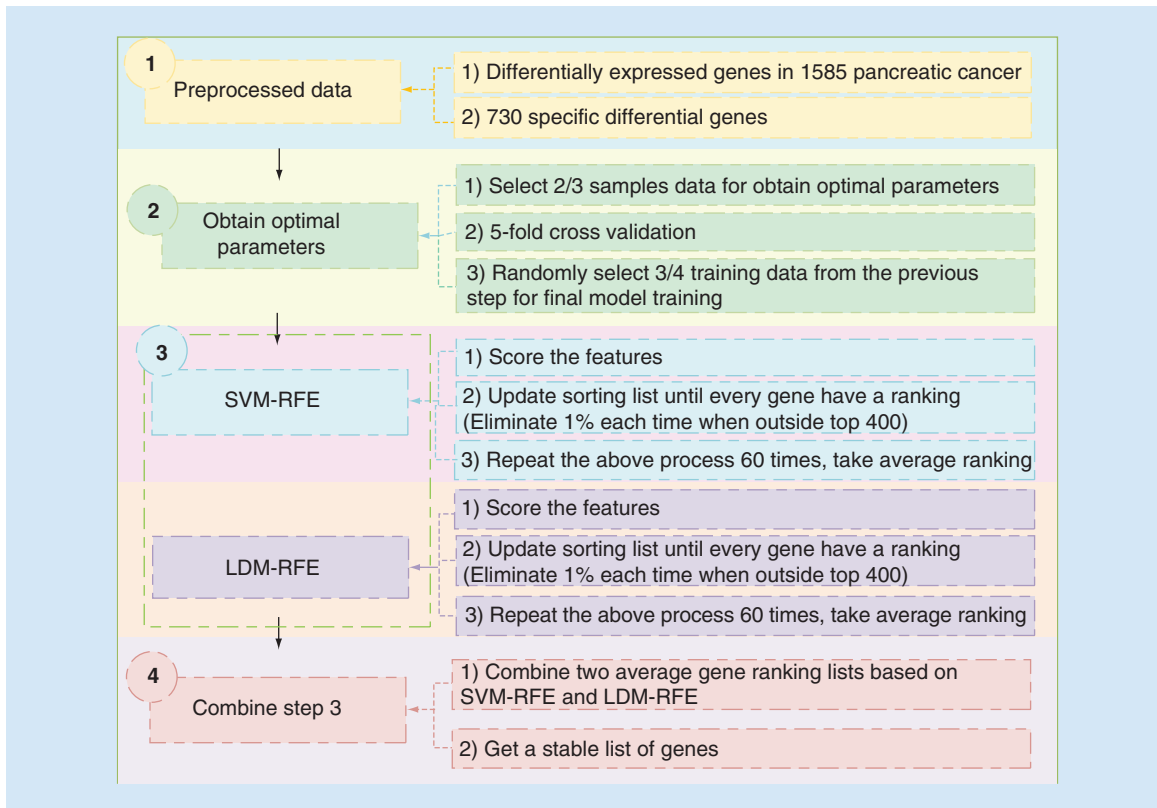 1
Preprocessed data
1) Differentially expressed genes in 1585 pancreatic cancer
2) 730 specific differential genes
2
Obtain optimal
parameters
1) Select 2/3 samples data for obtain optimal parameters
2) 5-fold cross validation
3) Randomly select 3/4 training data from the previous
step for final model training
3
SVM-RFE
1) Score the features
2) Update sorting list until every gene have a ranking
(Eliminate 1% each time when outside top 400)
3) Repeat the above process 60 times, take average ranking
LDM-RFE
1) Score the features
2) Update sorting list until every gene have a ranking
(Eliminate 1% each time when outside top 400)
3) Repeat the above process 60 times, take average ranking
4
Combine step 3
1) Combine two average gene ranking lists based on
SVM-RFE and LDM-RFE
2) Get a stable list of genes